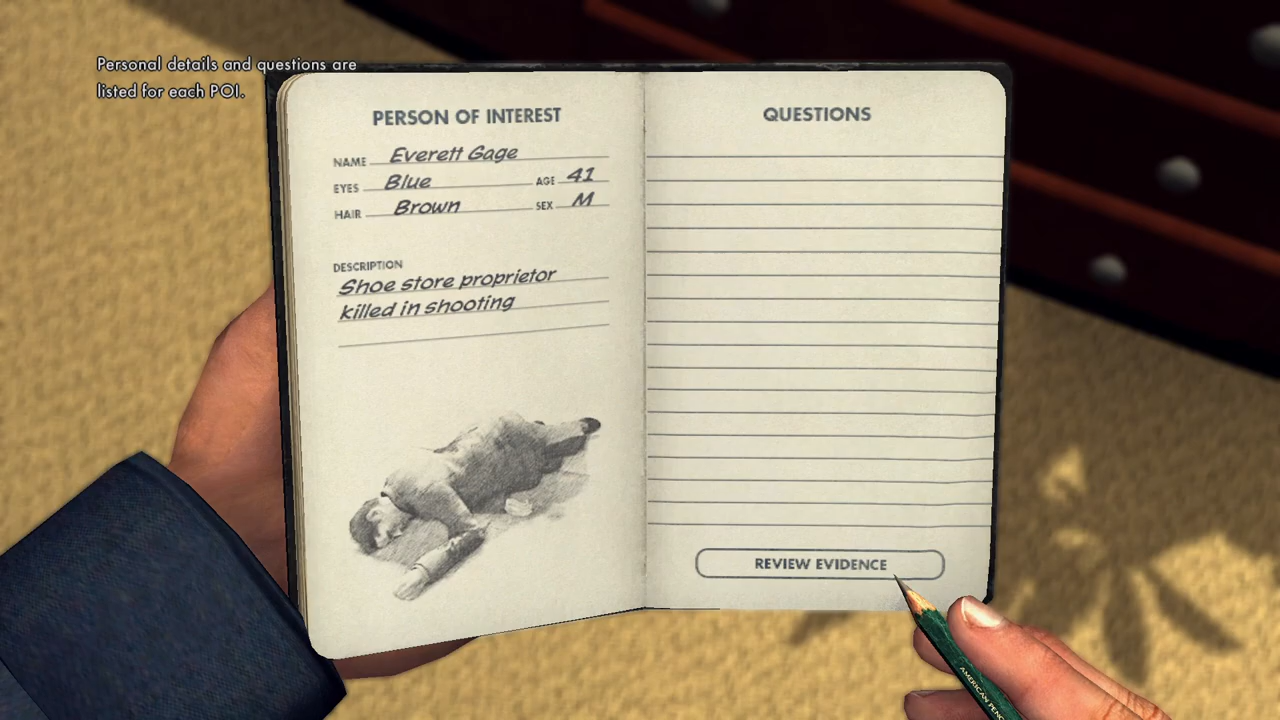 Personal details and questions are
listed for each POI.
PERSON OF INTEREST
NAME Everett Gage
EYES Blue AGE 41
HAIR Brown SEX M
DESCRIPTION
Shoe store proprietor
killed in shooting
QUESTIONS
REVIEW EVIDENCE
AMERICAN